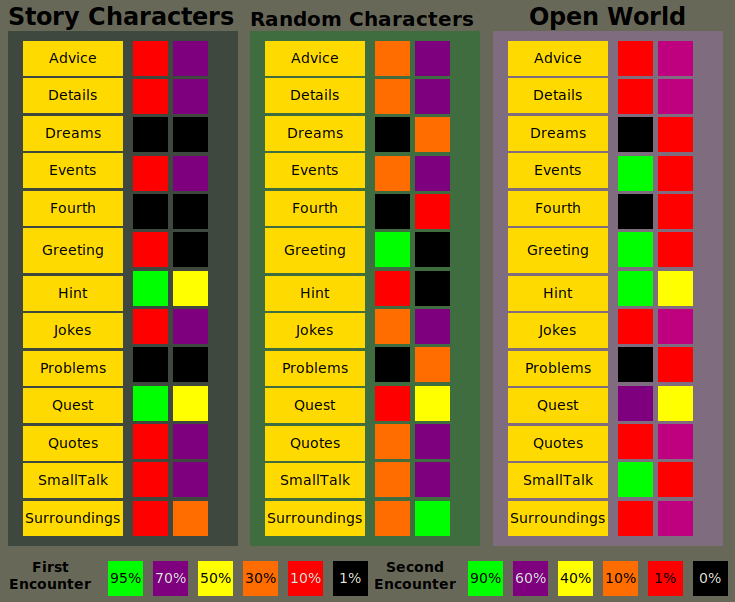 Story Characters
Random Characters
Open World
Advice
Details
Dreams
Events
Fourth
Greeting
Hint
Jokes
Problems
Quest
Quotes
SmallTalk
Surroundings
Advice
Details
Dreams
Events
Fourth
Greeting
Hint
Jokes
Problems
Quest
Quotes
SmallTalk
Surroundings
Advice
Details
Dreams
Events
Fourth
Greeting
Hint
Jokes
Problems
Quest
Quotes
SmallTalk
Surroundings
First
Encounter
95% 70% 50% 30% 10% 1%
Second
Encounter
90% 60% 40% 10% 1% 0%